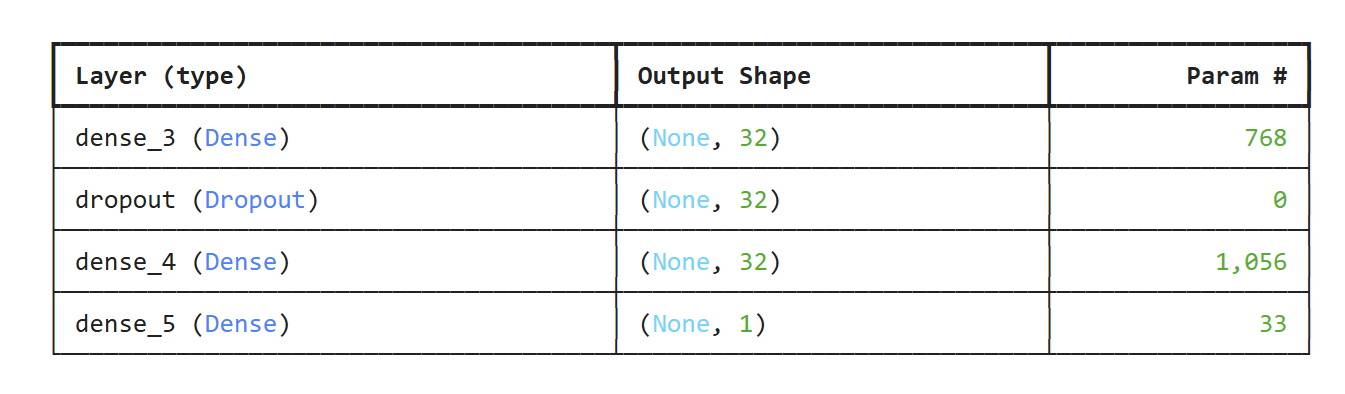 Layer (type) Output Shape Param #
dense_3 (Dense) (None, 32) 768
dropout (Dropout) (None, 32) 0
dense_4 (Dense) (None, 32) 1,056
dense_5 (Dense) (None, 1) 33